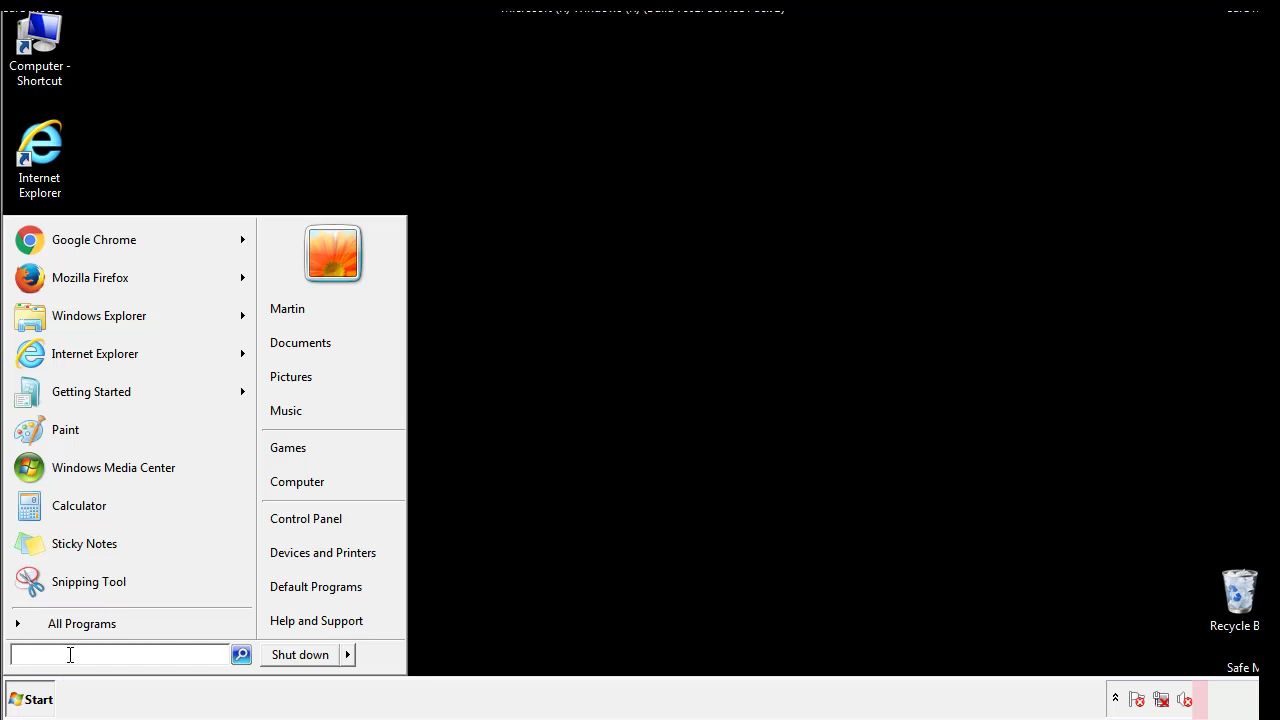 Computer -
Shortcut
Internet
Explorer
Google Chrome
Mozilla Firefox
Windows Explorer
Internet Explorer
Getting Started
Paint
Windows Media Center
Calculator
Sticky Notes
Snipping Tool
All Programs
Martin
Documents
Pictures
Music
Games
Computer
Control Panel
Devices and Printers
Default Programs
Help and Support
Shut down
Start
Recycle B
Safe M